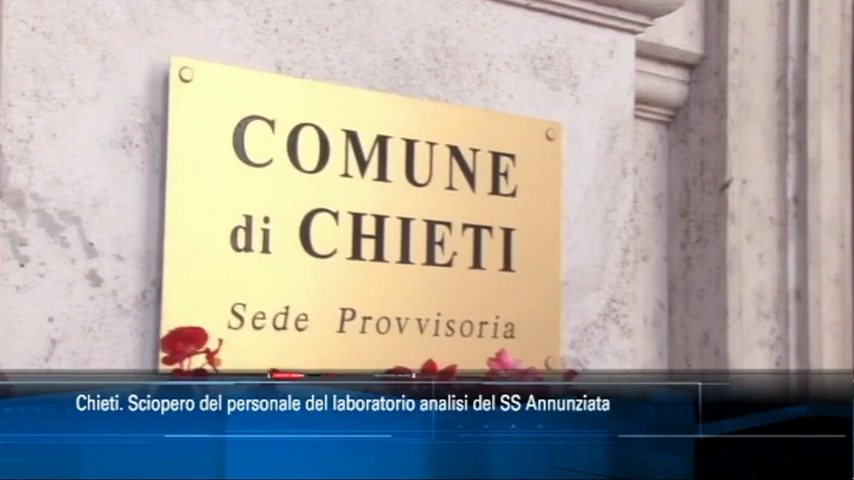 COMUNE
di CHIETI
Sede Provvisoria
Chieti. Sciopero del personale del laboratorio analisi del SS Annunziata